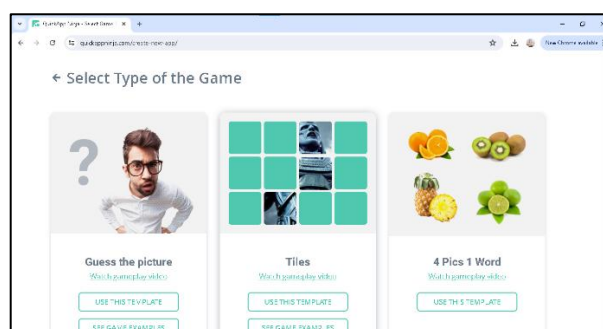 quickappninja.com/create-next-app/
New Chrome available
← Select Type of the Game
?
Guess the picture
Watch gameplay video
USE THIS TEMPLATE
SEE GAME EXAMPLES
Tiles
Watch gameplay video
USE THIS TEMPLATE
SEE GAME EXAMPLES
4 Pics 1 Word
Watch gameplay video
USE THIS TEMPLATE